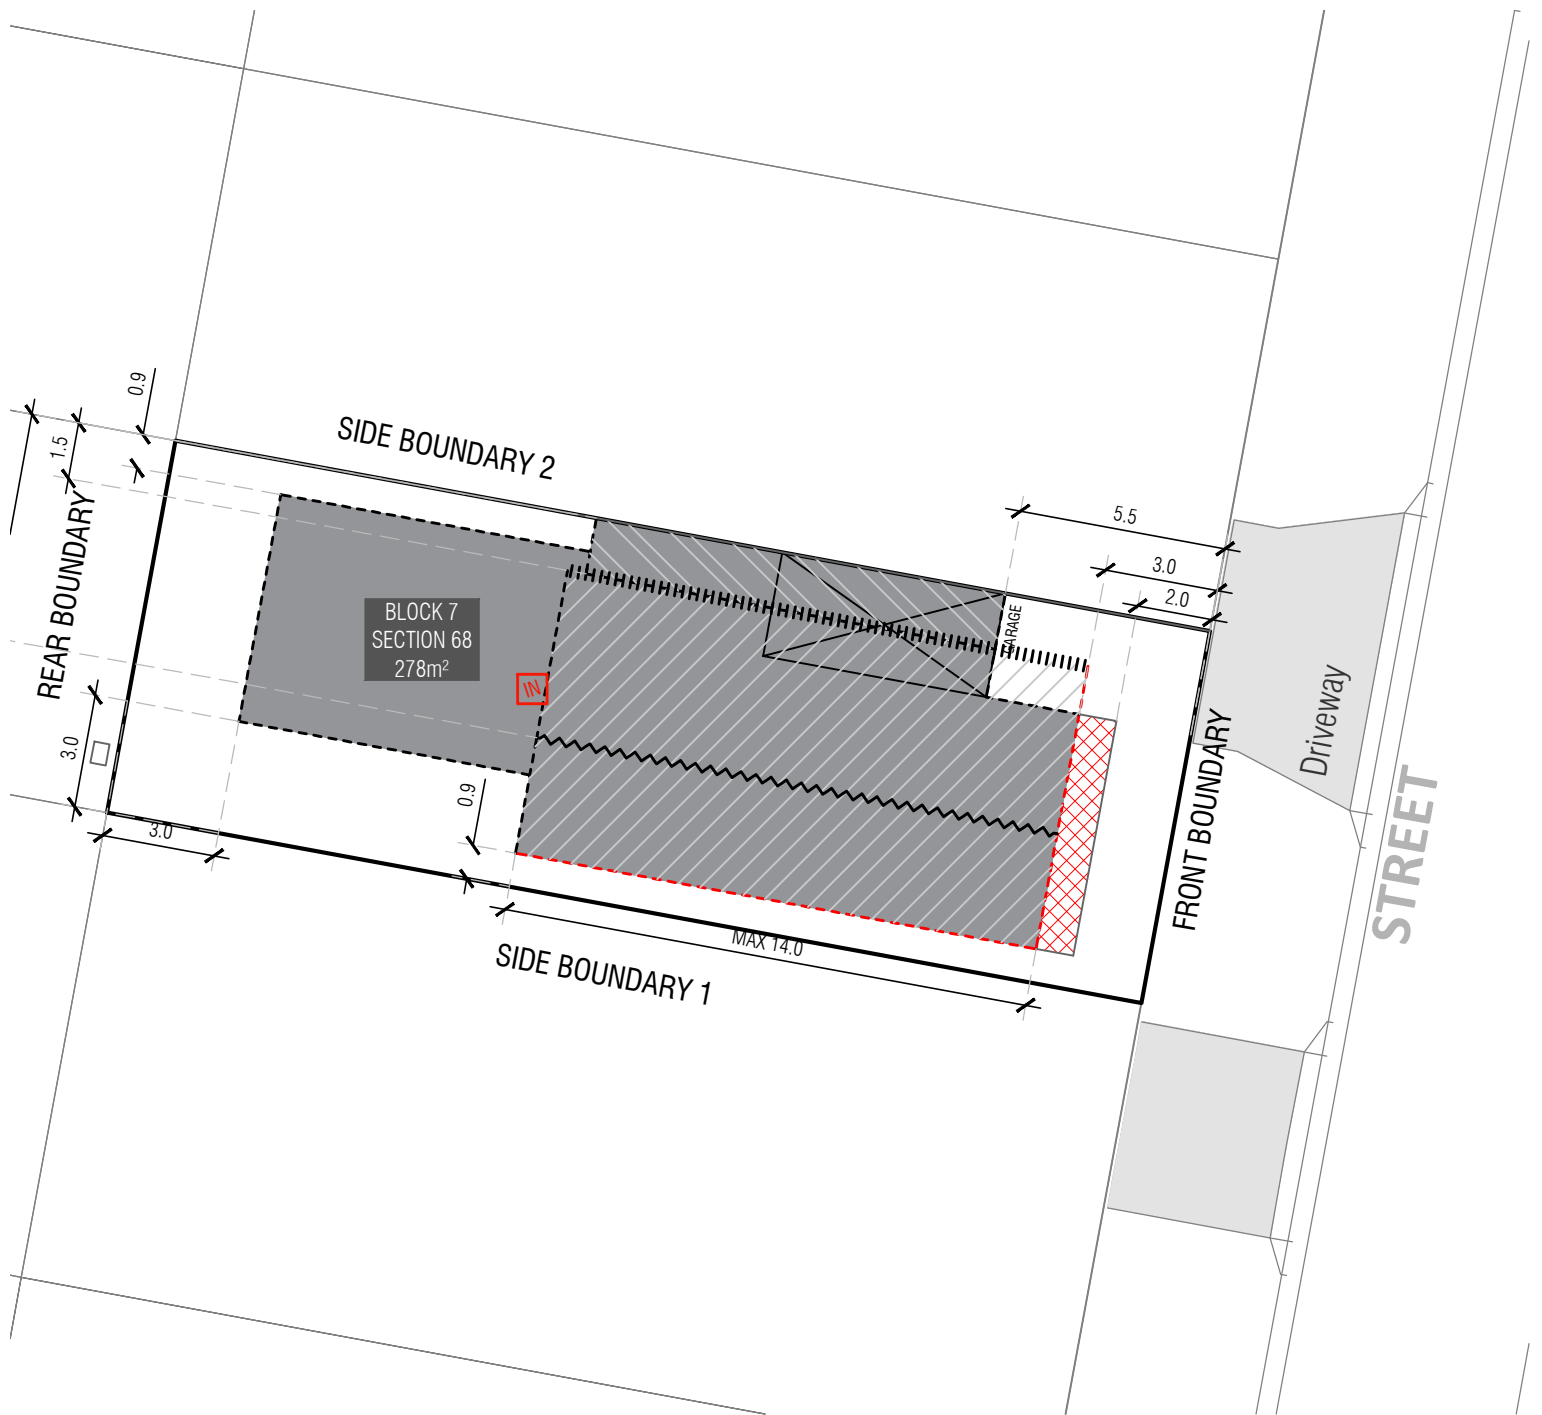 0.9
SIDE BOUNDARY 2
1.5
REAR BOUNDARY
5.5
3.0
2.0
GARAGE
BLOCK 7
SECTION 68
278m²
IN
Driveway
3.0
3.0
0.9
FRONT BOUNDARY
STREET
MAX 14.0
SIDE BOUNDARY 1